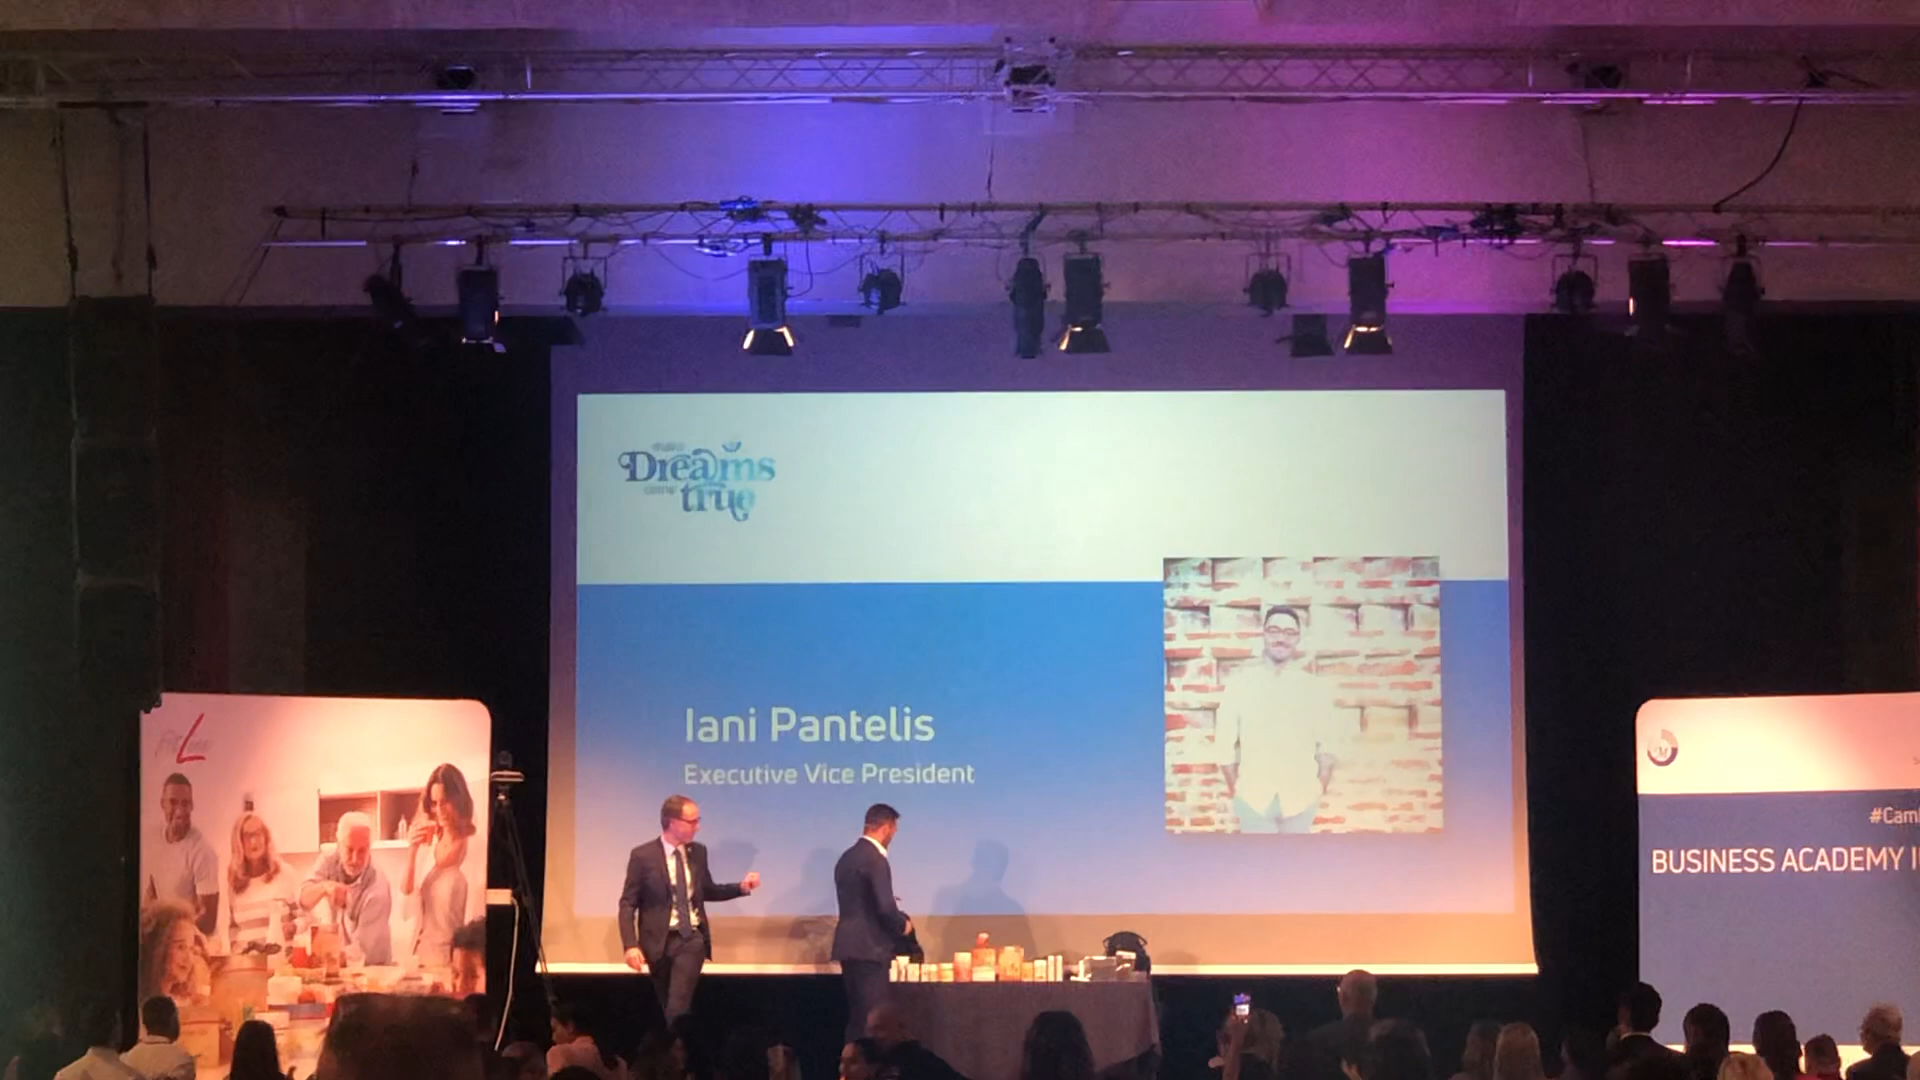 Dreams
true
Iani Pantelis
Executive Vice President
#Cam
BUSINESS ACADEMY I